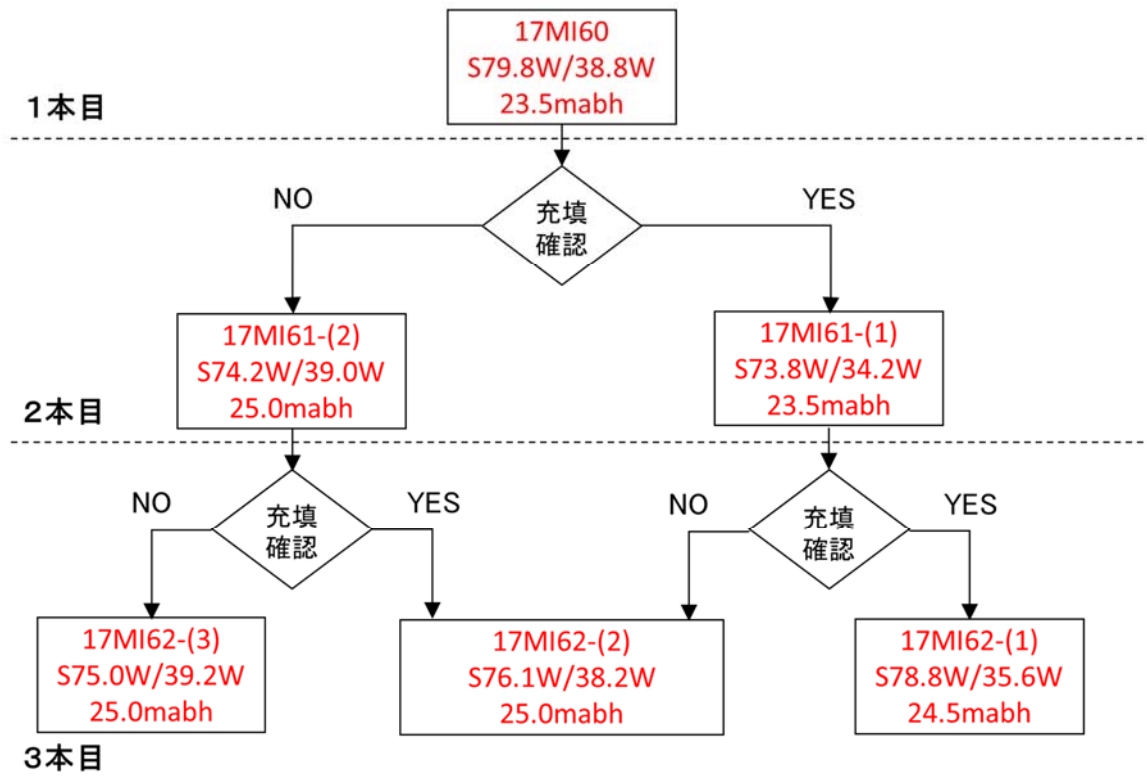 17MI60
S79.8W/38.8W
23.5mabh
1本目
NO
YES
充填
確認
17MI61-(2)
S74.2W/39.0W
25.0mabh
17MI61-(1)
S73.8W/34.2W
23.5mabh
2本目
NO
充填
確認
YES
NO
充填
確認
YES
17MI62-(3)
S75.0W/39.2W
25.0mabh
17MI62-(2)
S76.1W/38.2W
25.0mabh
17MI62-(1)
S78.8W/35.6W
24.5mabh
3本目